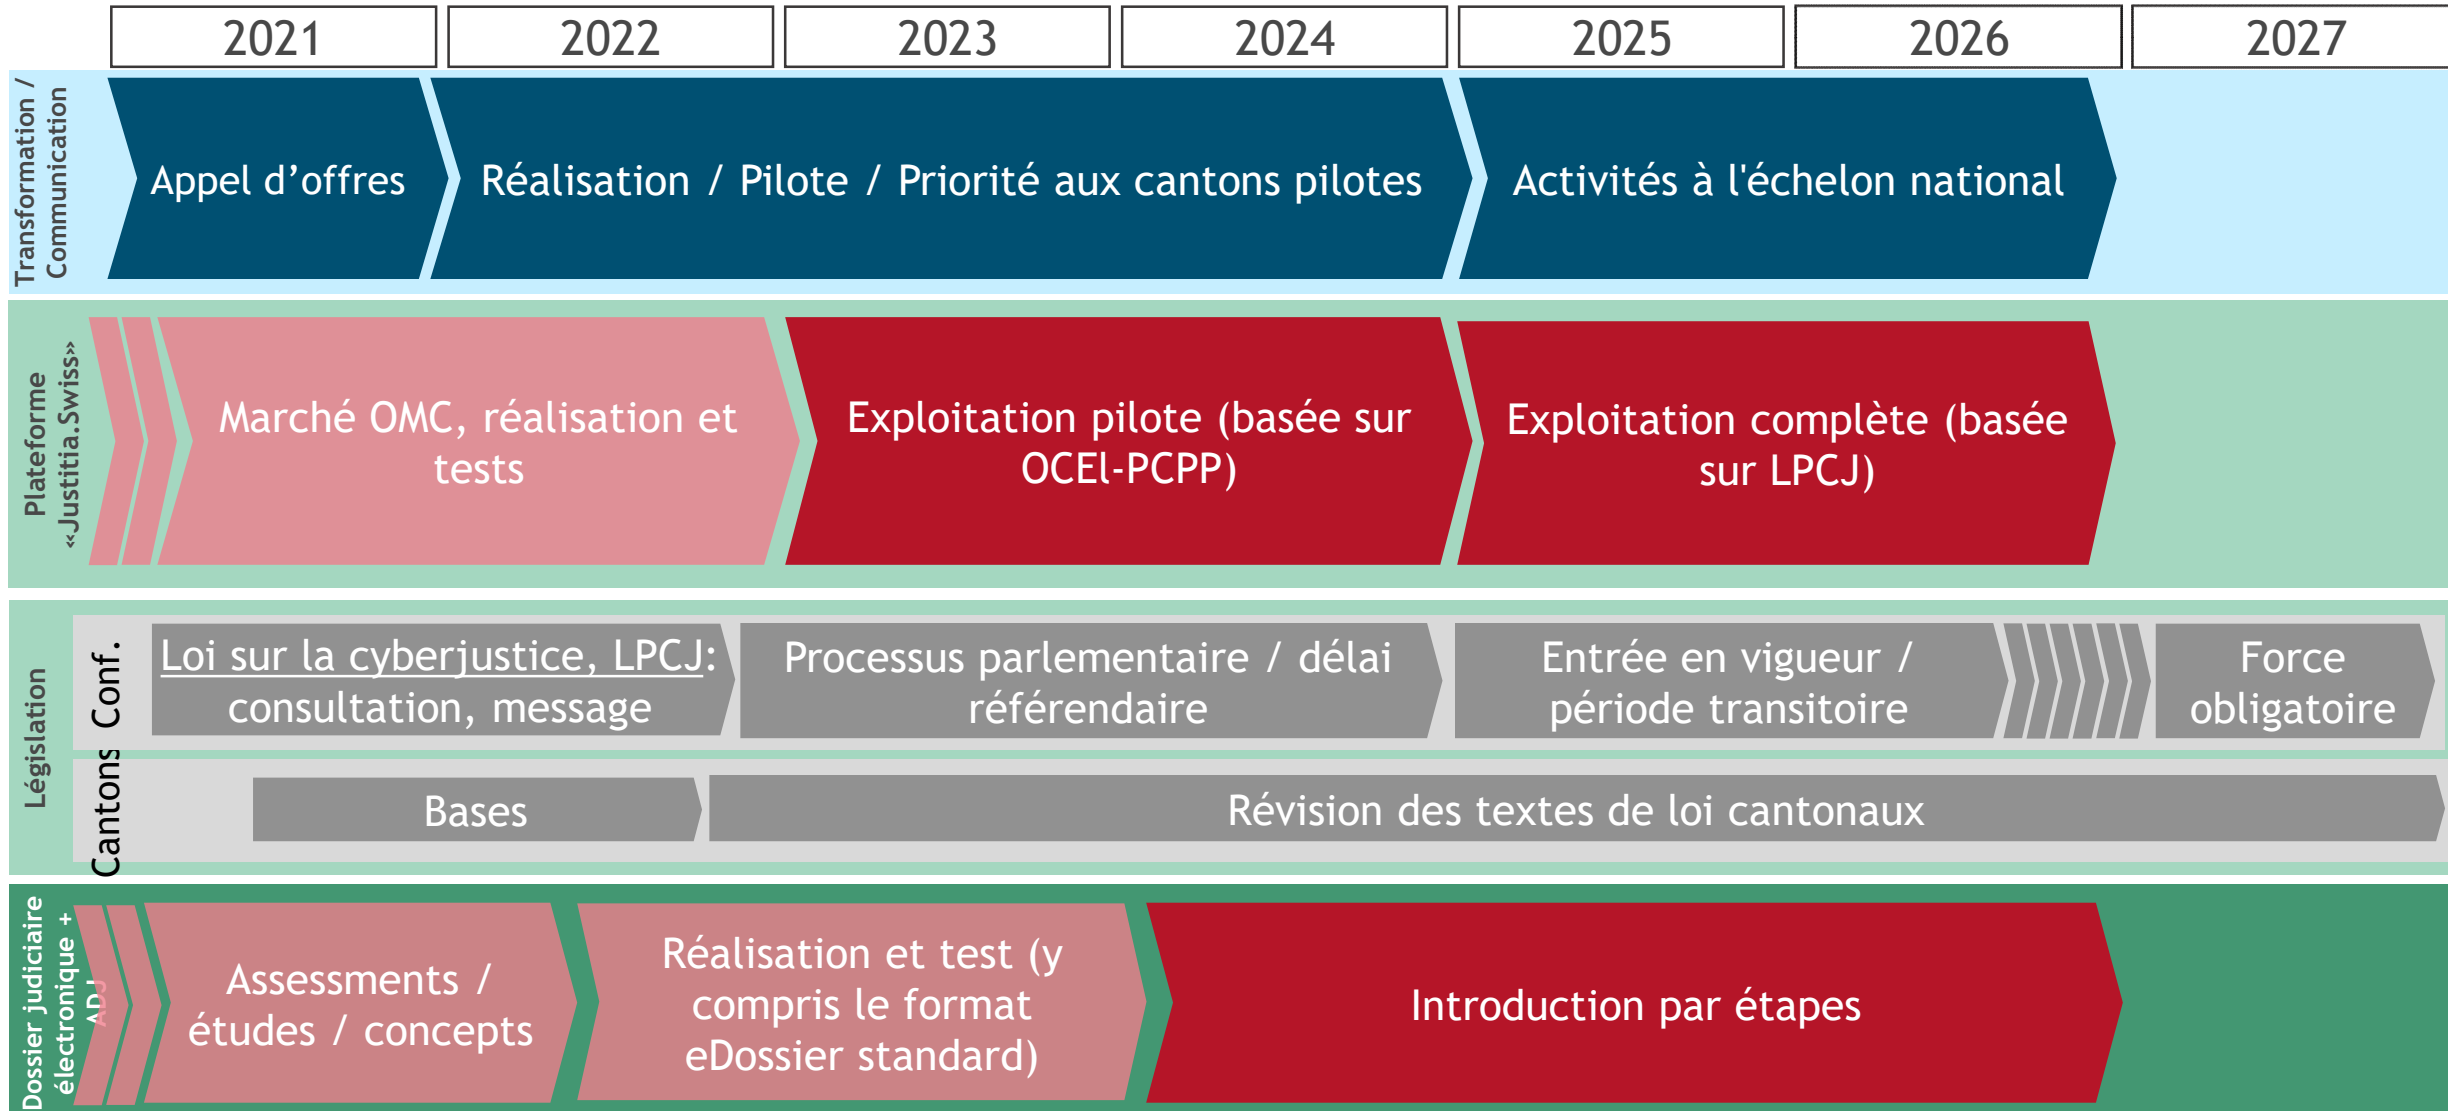 2021
2022
2023
2024
2025
2026
2027
Transformation /
Communication
Appel d’offres
Réalisation / Pilote / Priorité aux cantons pilotes
Activités à l'échelon national
Plateforme
«Justitia.Swiss»
Marché OMC, réalisation et
tests
Exploitation pilote (basée sur
OCEl-PCPP)
Exploitation complète (basée
sur LPCJ)
Législation
Conf.
Loi sur la cyberjustice, LPCJ:
consultation, message
Processus parlementaire / délai
référendaire
Entrée en vigueur /
période transitoire
Force
obligatoire
Cantons
Bases
Révision des textes de loi cantonaux
Dossier judiciaire
électronique +
ADJ
Assessments /
études / concepts
Réalisation et test (y
compris le format
eDossier standard)
Introduction par étapes